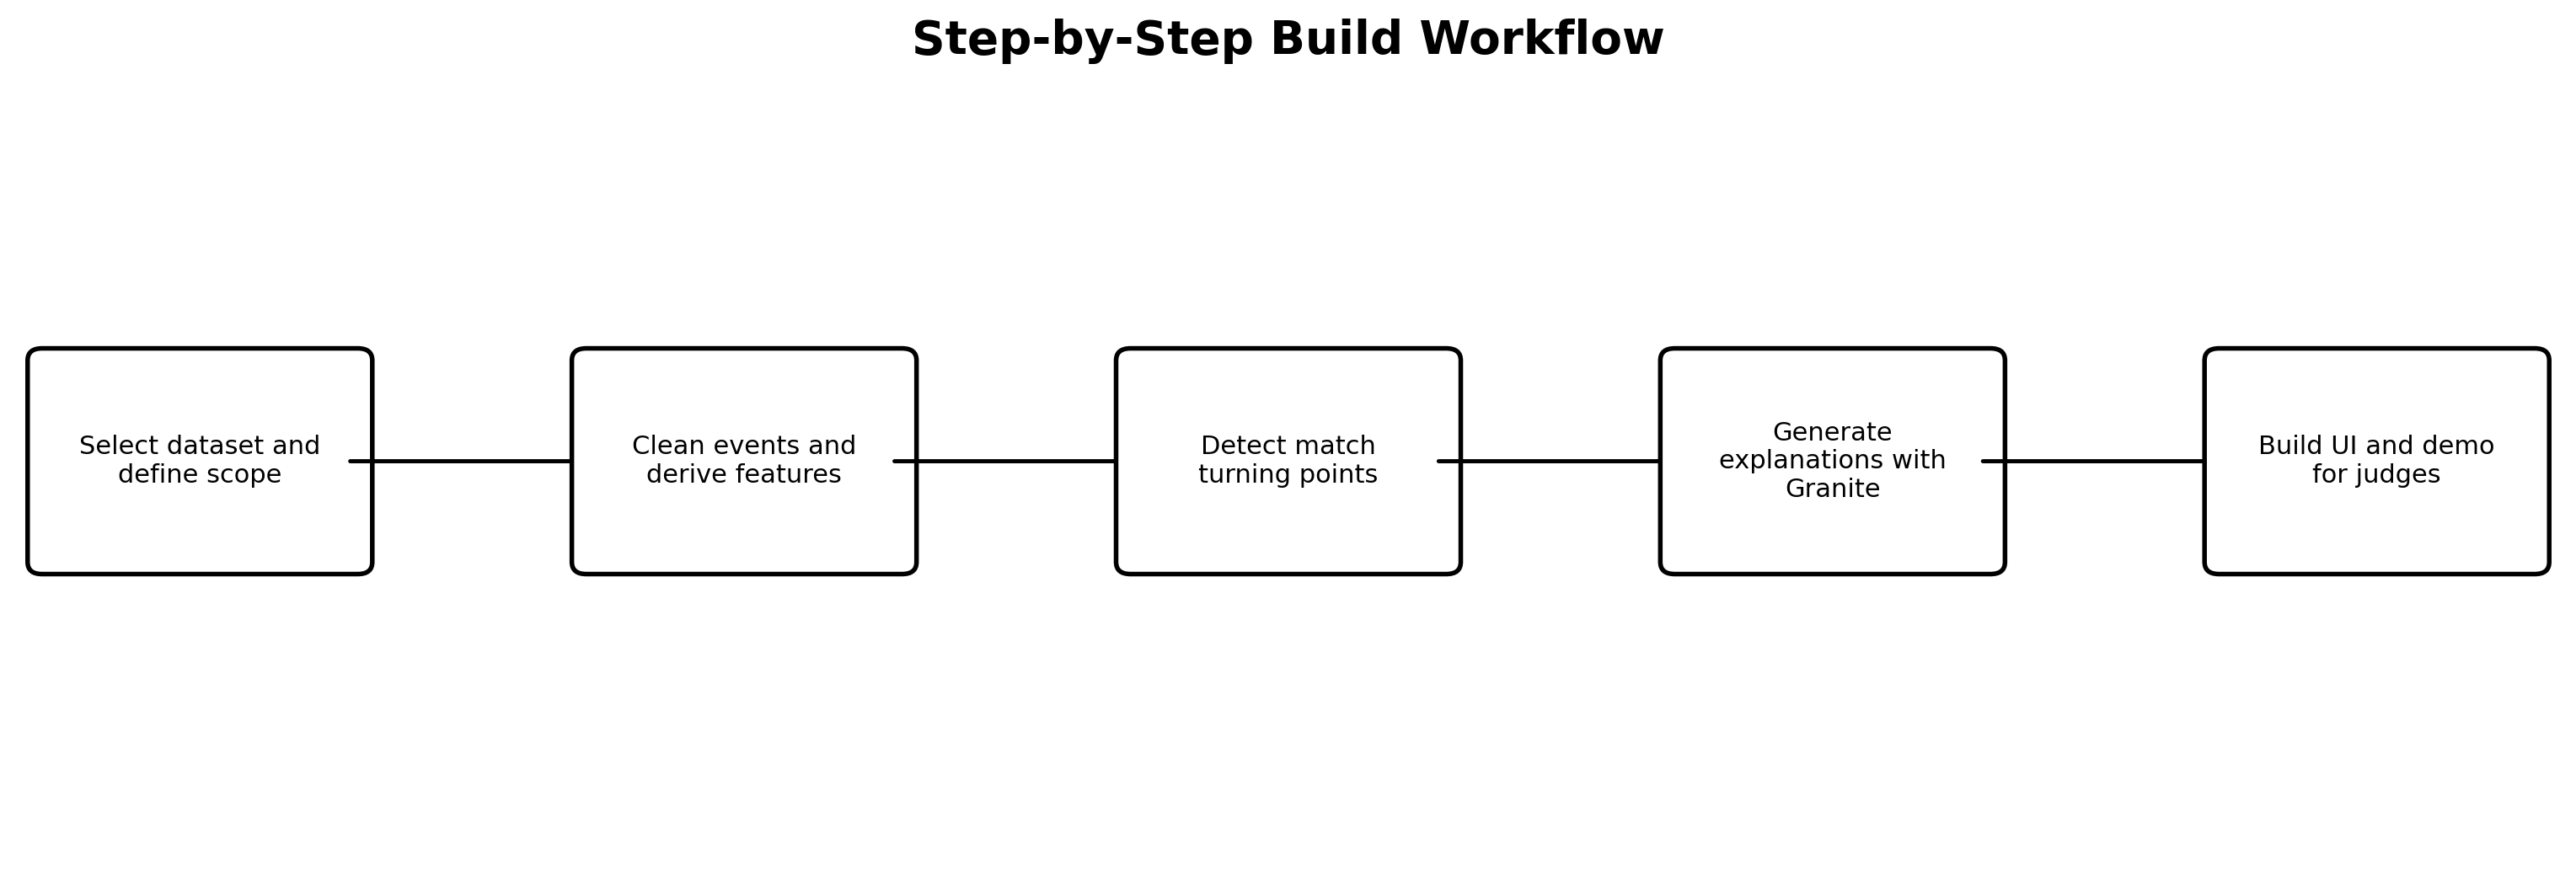 Step-by-Step Build Workflow
Select dataset and
define scope
Clean events and
derive features
Detect match
turning points
Generate
explanations with
Granite
Build UI and demo
for judges